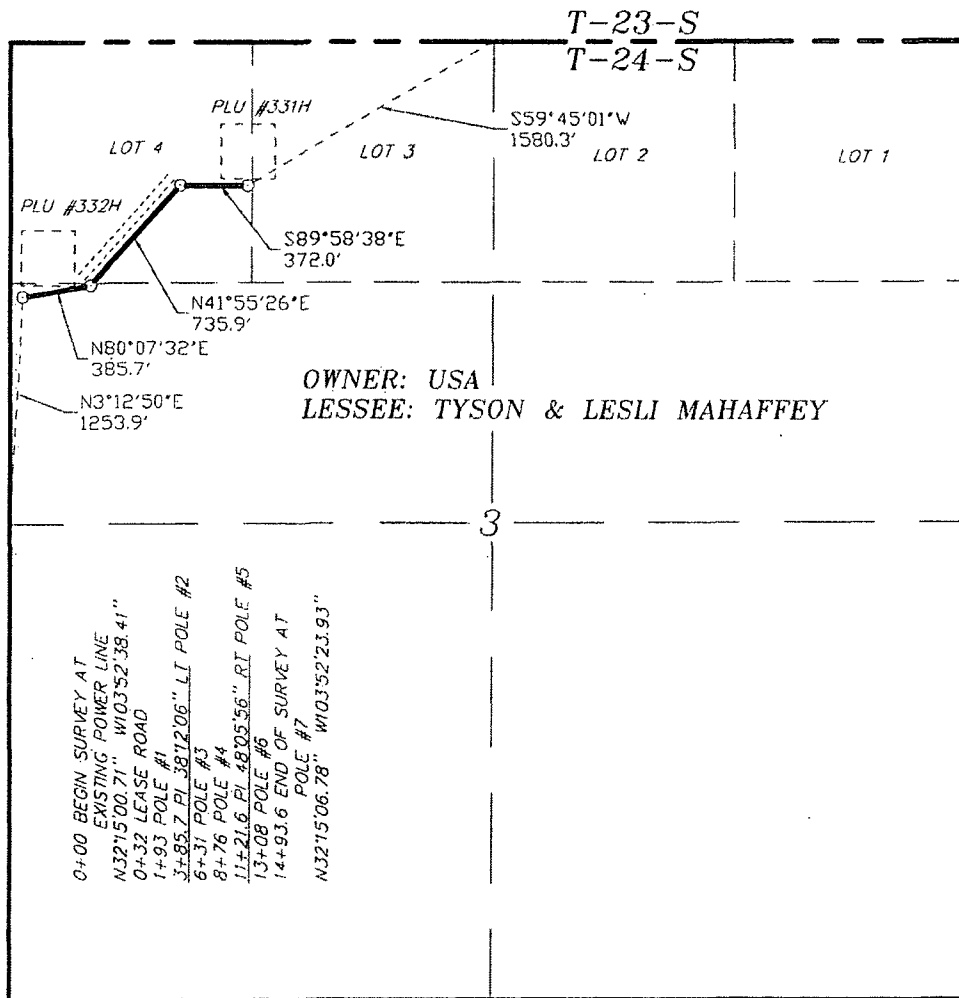 T-23-S
T-24-S
PLU #331H
S59°45'01"W
1580.3'
LOT 4
LOT 3
LOT 2
LOT 1
PLU #332H
S89°58'38"E
372.0'
N41°55'26"E
735.9'
N80°07'32"E
385.7'
N3°12'50"E
1253.9'
OWNER: USA
LESSEE: TYSON & LESLI MAHAFFEY
3
0+00 BEGIN SURVEY AT
EXISTING POWER LINE
N32°15'00.71" W103°52'38.41"
0+32 LEASE ROAD
1+93 POLE #1
3+85.7 PI 38°12'06" LT POLE #2
6+31 POLE #3
8+76 POLE #4
11+21.6 PI 48°05'56" RT POLE #5
13+08 POLE #6
14+93.6 END OF SURVEY AT
POLE #7
N32°15'06.78" W103°52'23.93"